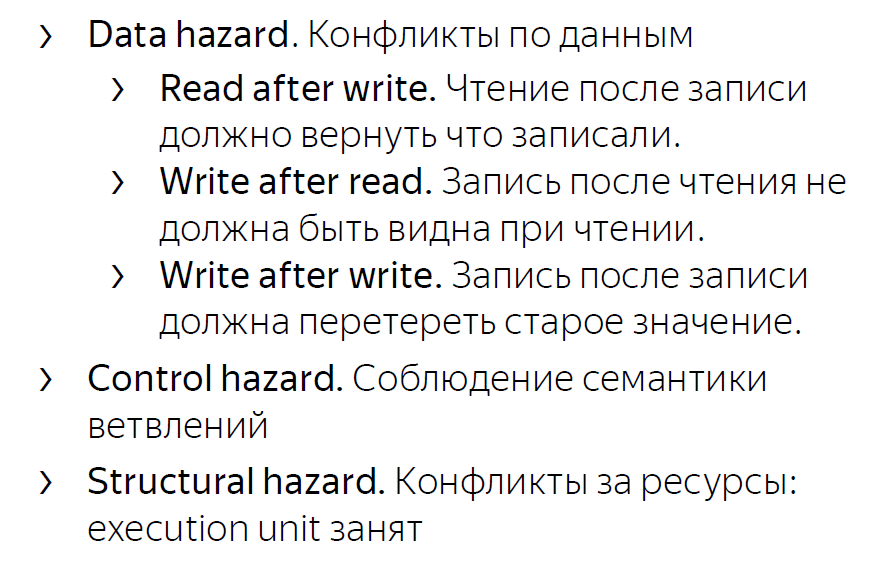 › Data hazard. Конфликты по данным
› Read after write. Чтение после записи
должно вернуть что записали.
› Write after read. Запись после чтения не
должна быть видна при чтении.
› Write after write. Запись после записи
должна перетереть старое значение.
› Control hazard. Соблюдение семантики
ветвлений
› Structural hazard. Конфликты за ресурсы:
execution unit занят